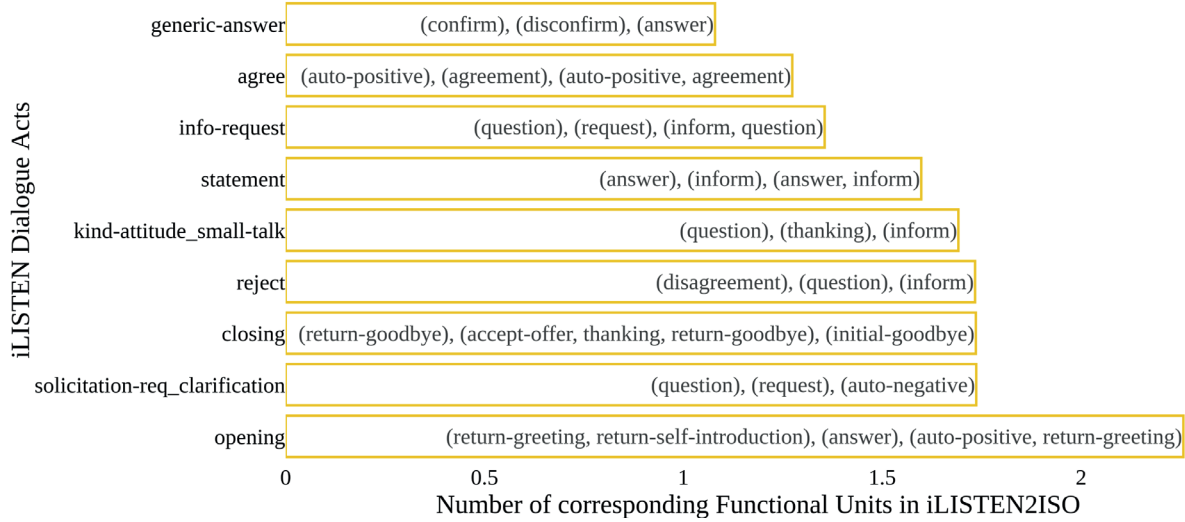 iLISTEN Dialogue Acts
generic-answer (confirm), (disconfirm), (answer)
agree (auto-positive), (agreement), (auto-positive, agreement)
info-request (question), (request), (inform, question)
statement (answer), (inform), (answer, inform)
kind-attitude_small-talk (question), (thanking), (inform)
reject (disagreement), (question), (inform)
closing (return-goodbye), (accept-offer, thanking, return-goodbye), (initial-goodbye)
solicitation-req_clarification (question), (request), (auto-negative)
opening (return-greeting, return-self-introduction), (answer), (auto-positive, return-greeting)
0 0.5 1 1.5 2
Number of corresponding Functional Units in iLISTEN2ISO